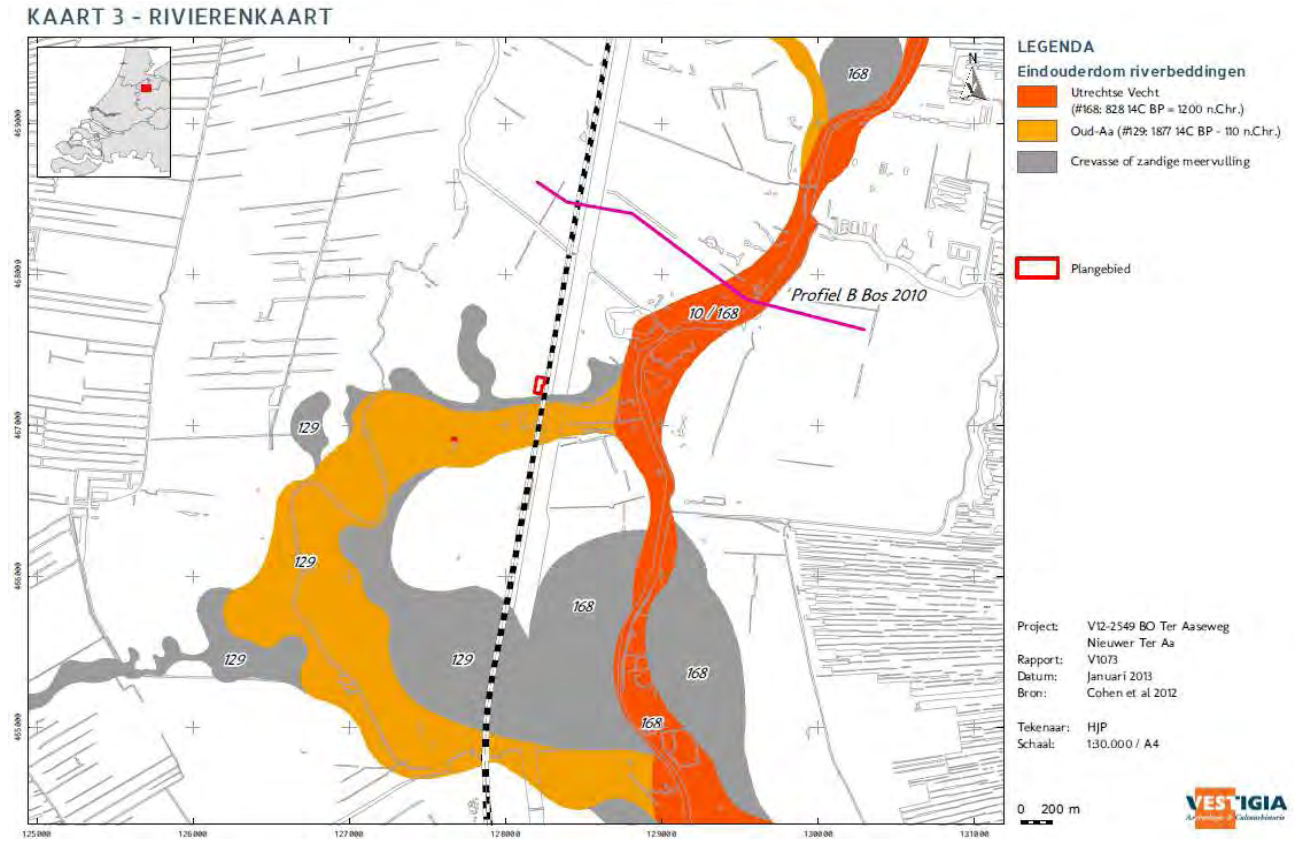 KAART 3 - RIVIERENKAART
LEGENDA
Eindouderdom riverbeddingen
Utrechtse Vecht
(#168: 828 14C BP = 1200 n.Chr.)
Oud-Aa (#129: 1877 14C BP - 110 n.Chr.)
Crevasse of zandige meervulling
Plangebied
N
168
Profiel B Bos 2010
10 / 168
129
129
168
129
129
168
168
469000
468000
467000
466000
465000
125000
126000
127000
128000
129000
130000
131000
Project: V12-2549 BO Ter Aaseweg
Nieuwer Ter Aa
Rapport: V1073
Datum: Januari 2013
Bron: Cohen et al 2012
Tekenaar: HJP
Schaal: 1:30.000 / A4
0 200 m
VESTIGIA
Archeologie & Cultuurhistorie